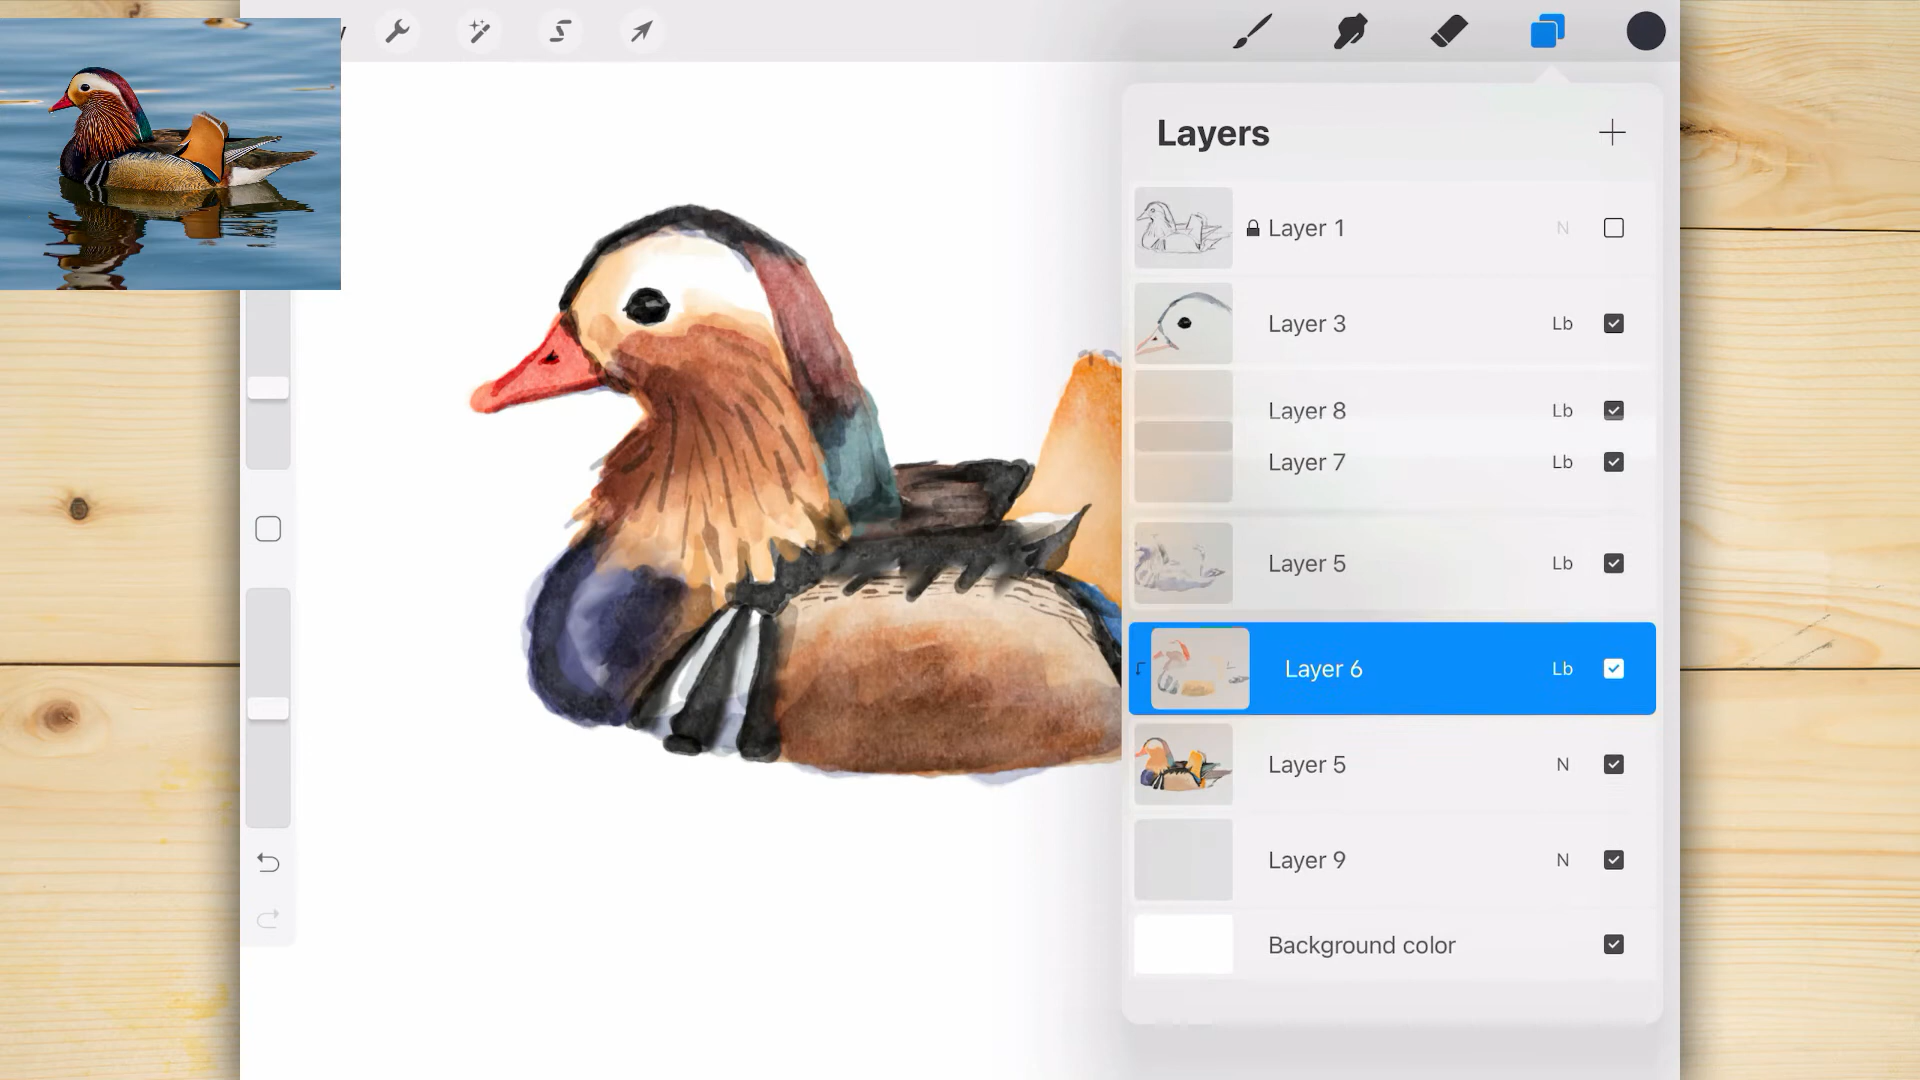 Layers
Layer 1 N
Layer 3 Lb
Layer 8 Lb
Layer 7 Lb
Layer 5 Lb
Layer 6 Lb
Layer 5 N
Layer 9 N
Background color